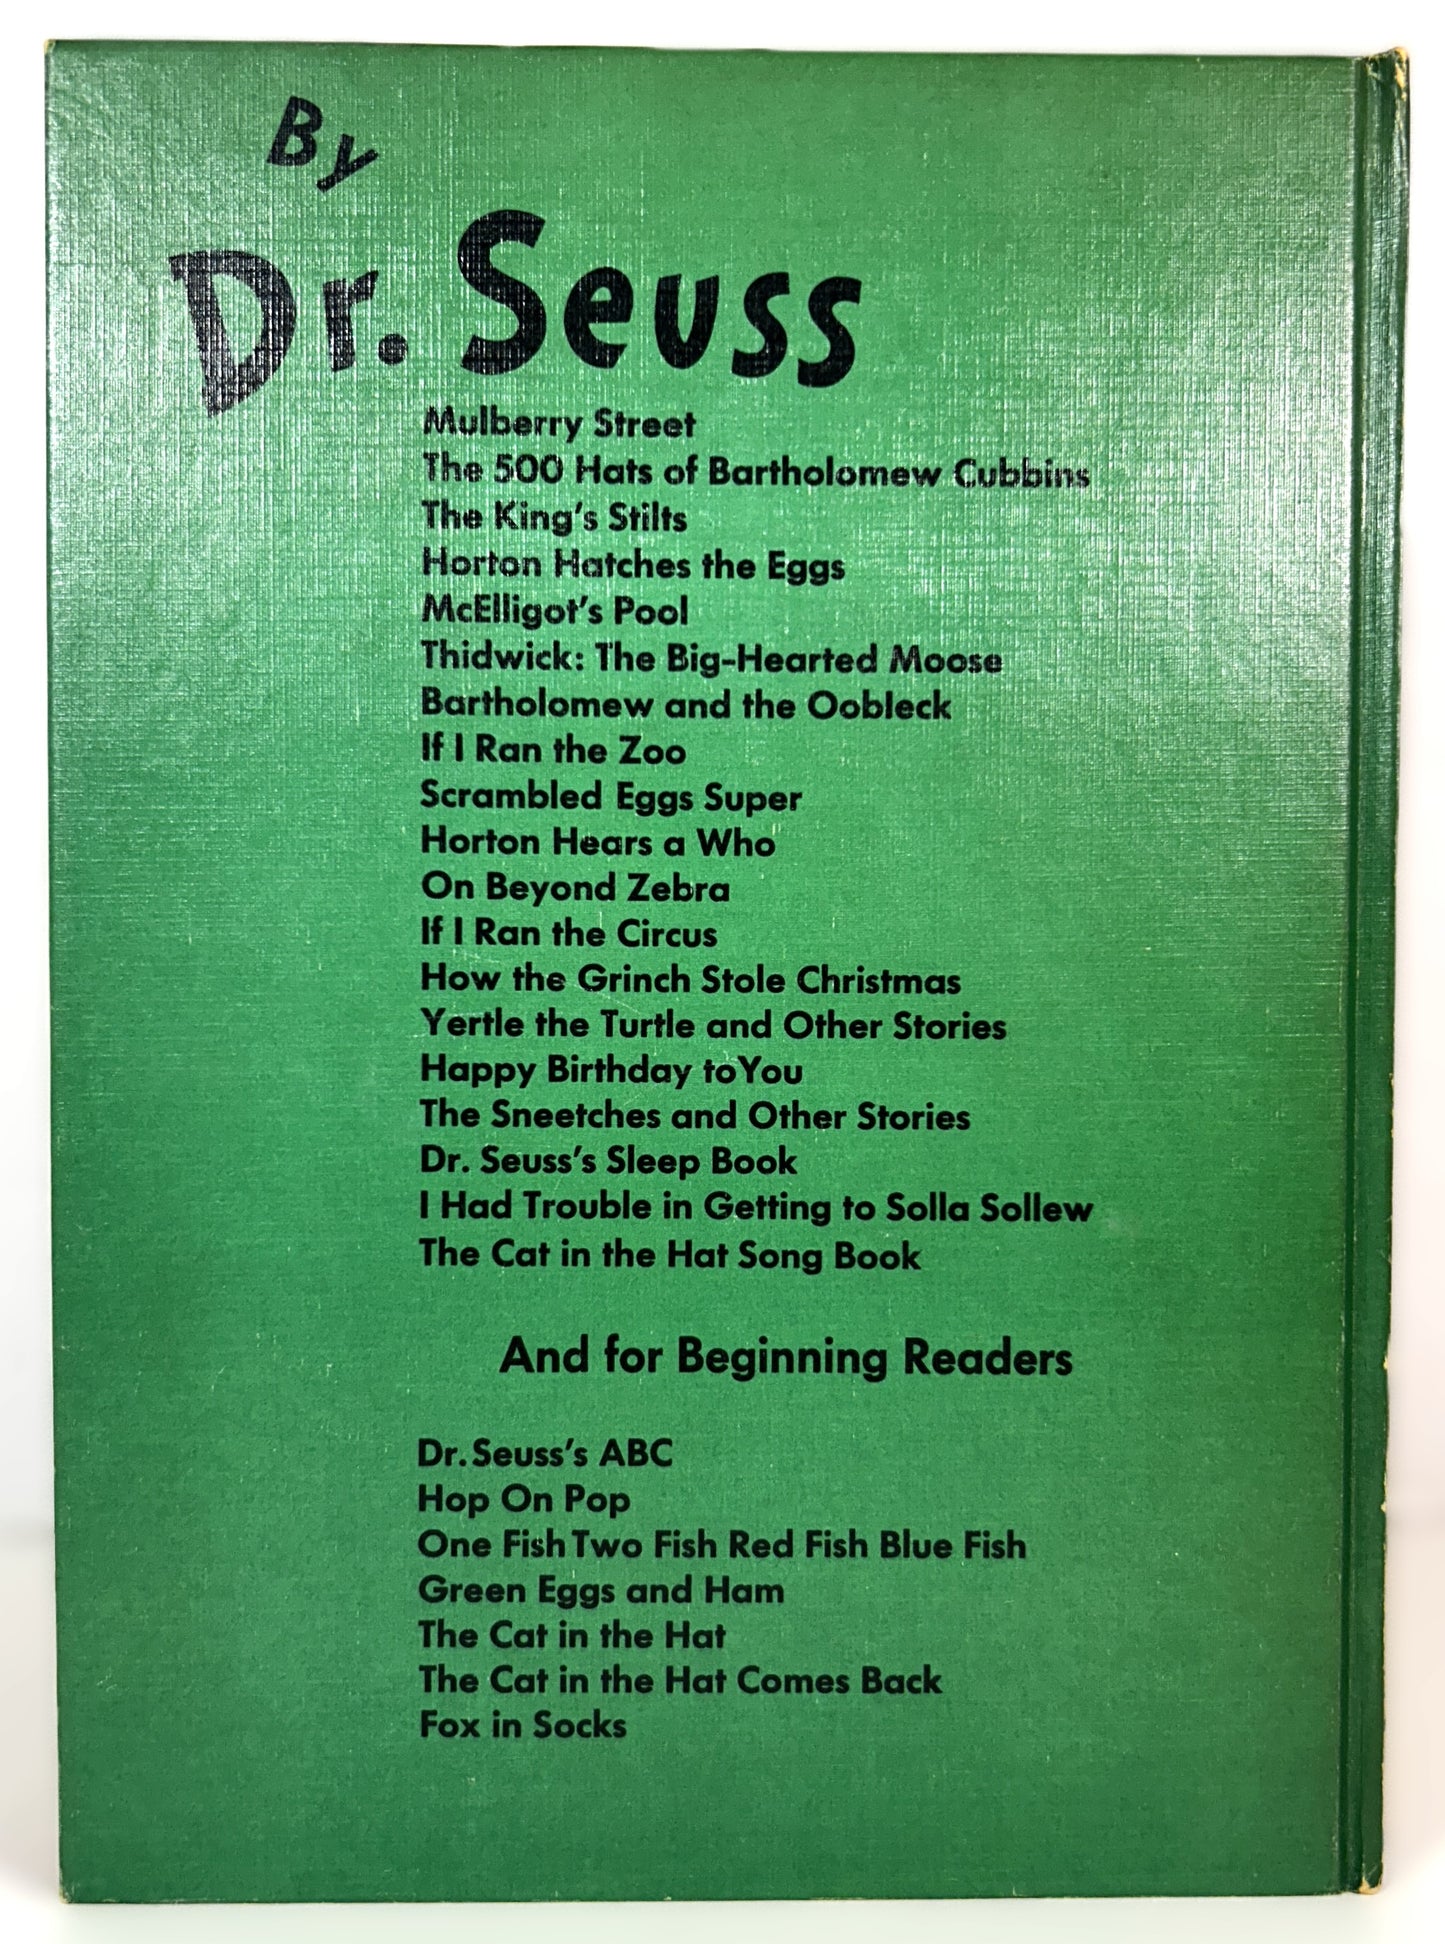 By
Dr. Seuss
Mulberry Street
The 500 Hats of Bartholomew Cubbins
The King's Stilts
Horton Hatches the Eggs
McElligot's Pool
Thidwick: The Big-Hearted Moose
Bartholomew and the Oobleck
If I Ran the Zoo
Scrambled Eggs Super
Horton Hears a Who
On Beyond Zebra
If I Ran the Circus
How the Grinch Stole Christmas
Yertle the Turtle and Other Stories
Happy Birthday to You
The Sneetches and Other Stories
Dr. Seuss's Sleep Book
I Had Trouble in Getting to Solla Sollew
The Cat in the Hat Song Book
And for Beginning Readers
Dr. Seuss's ABC
Hop On Pop
One Fish Two Fish Red Fish Blue Fish
Green Eggs and Ham
The Cat in the Hat
The Cat in the Hat Comes Back
Fox in Socks